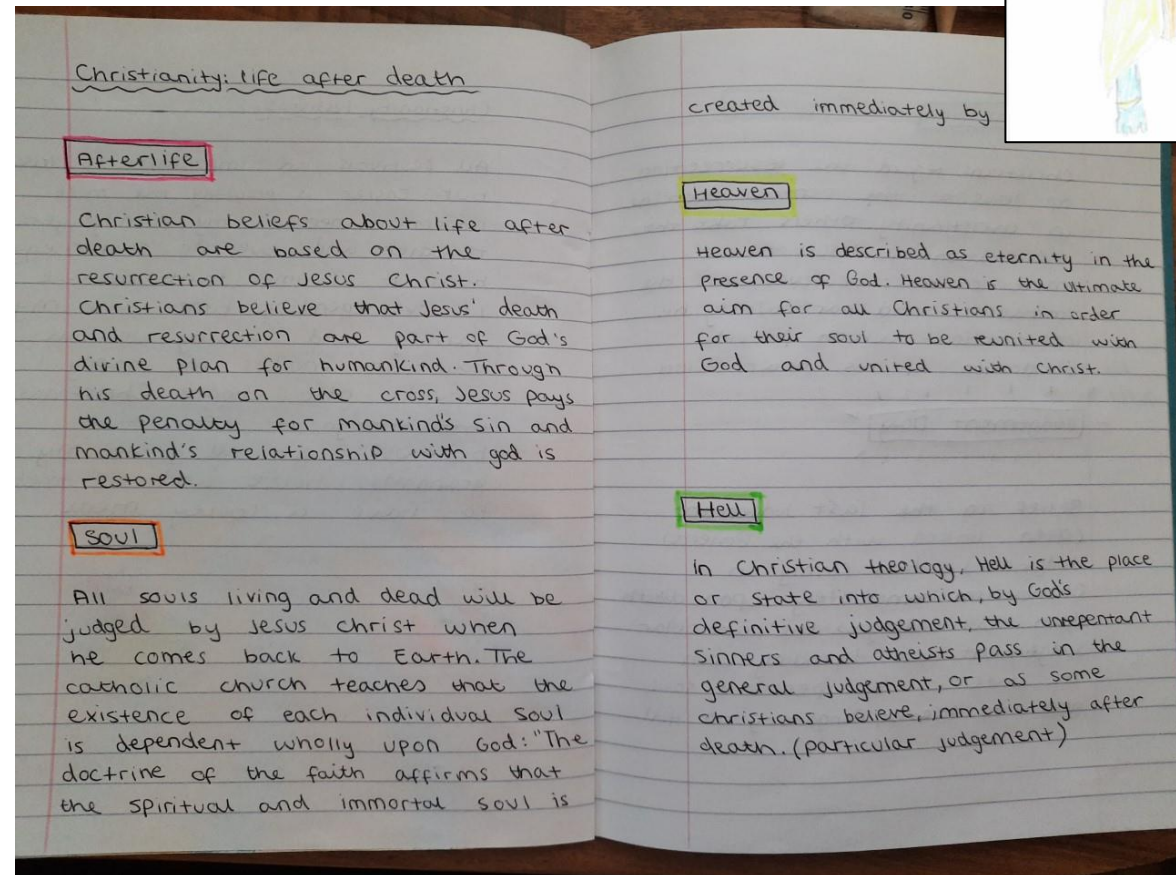 Christianity: life after death
Afterlife
Christian beliefs about life after
death are based on the
resurrection of Jesus Christ.
Christians believe that Jesus' death
and resurrection are part of God's
divine plan for humankind. Through
his death on the cross, Jesus pays
the penalty for mankind's sin and
mankind's relationship with god is
restored.
Soul
All souls living and dead will be
judged by Jesus Christ when
he comes back to Earth. The
catholic church teaches that the
existence of each individual soul
is dependent wholly upon God: "The
doctrine of the faith affirms that
the spiritual and immortal soul is
created immediately by
Heaven
Heaven is described as eternity in the
presence of God. Heaven is the ultimate
aim for all Christians in order
for their soul to be reunited with
God and united with Christ.
Hell
in Christian theology, Hell is the place
or state into which, by God's
definitive judgement, the unrepentant
sinners and atheists pass in the
general judgement, or as some
christians believe, immediately after
death. (particular judgement)